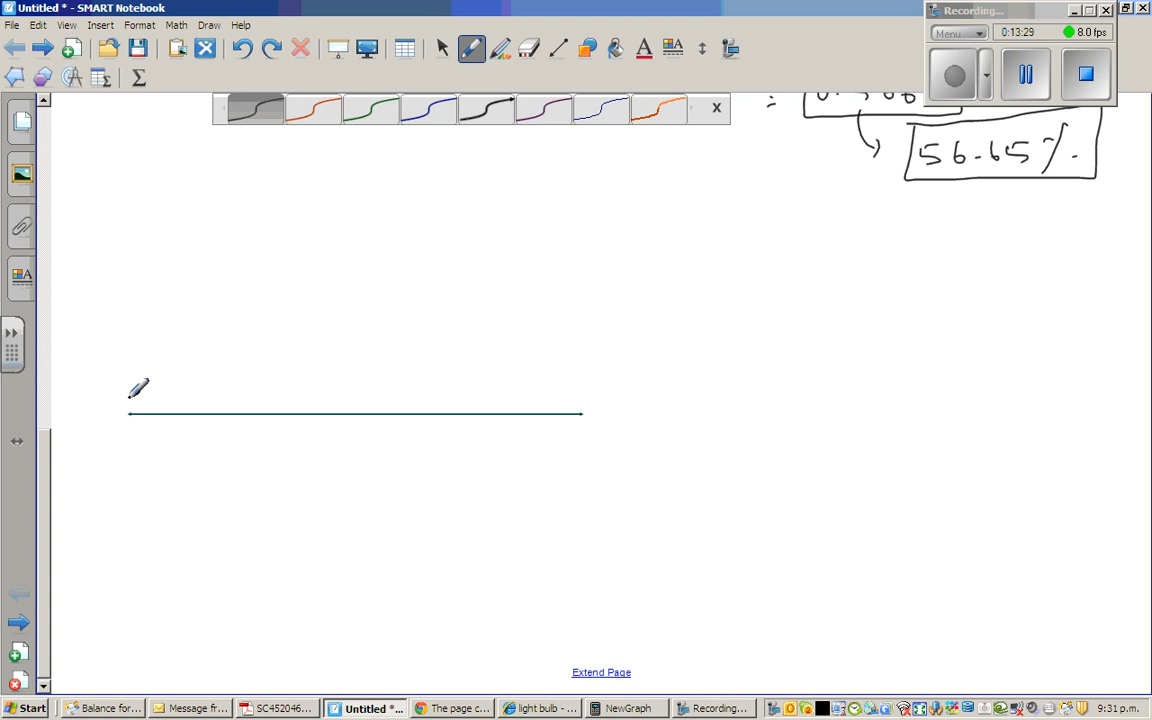 Untitled * - SMART Notebook
Recording...
File Edit View Insert Format Math Draw Help
Menu 0:13:29 8.0 fps
Σ
A
x
=
56.65%.
Extend Page
Start Balance for... Message fr... SC452046... Untitled *... The page c... light bulb - ... NewGraph Recording... 9:31 p.m.